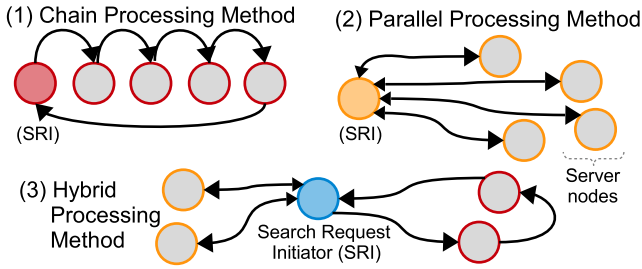 (1) Chain Processing Method
(SRI)
(2) Parallel Processing Method
(SRI)
Server
nodes
(3) Hybrid
Processing
Method
Search Request
Initiator (SRI)